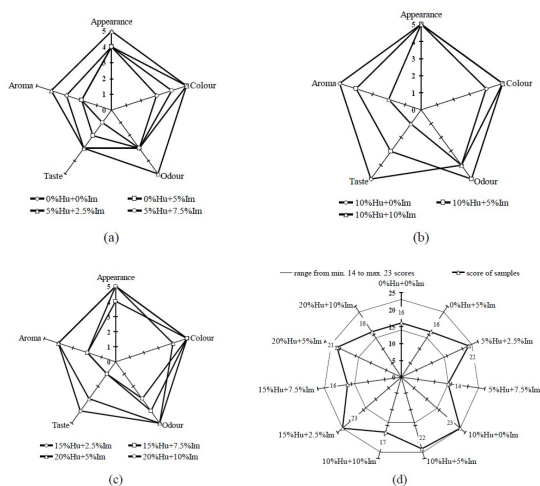 Appearance
5
4
3
2
1
0
Aroma
Colour
Taste
Odour
0%Hu+0%Im
0%Hu+5%Im
5%Hu+2.5%Im
5%Hu+7.5%Im
(a)
Appearance
5
4
3
2
1
0
Aroma
Colour
Taste
Odour
10%Hu+0%Im
10%Hu+5%Im
10%Hu+10%Im
(b)
Appearance
5
4
3
2
1
0
Aroma
Colour
Taste
Odour
15%Hu+2.5%Im
15%Hu+7.5%Im
20%Hu+5%Im
20%Hu+10%Im
(c)
range from min. 14 to max. 23 scores
score of samples
0%Hu+0%Im
25
20
15
10
5
0
20%Hu+10%Im
0%Hu+5%Im
16
16
16
20%Hu+5%Im
5%Hu+2.5%Im
21
22
15%Hu+7.5%Im
5%Hu+7.5%Im
16
14
15%Hu+2.5%Im
10%Hu+0%Im
23
23
17
22
10%Hu+10%Im
10%Hu+5%Im
(d)